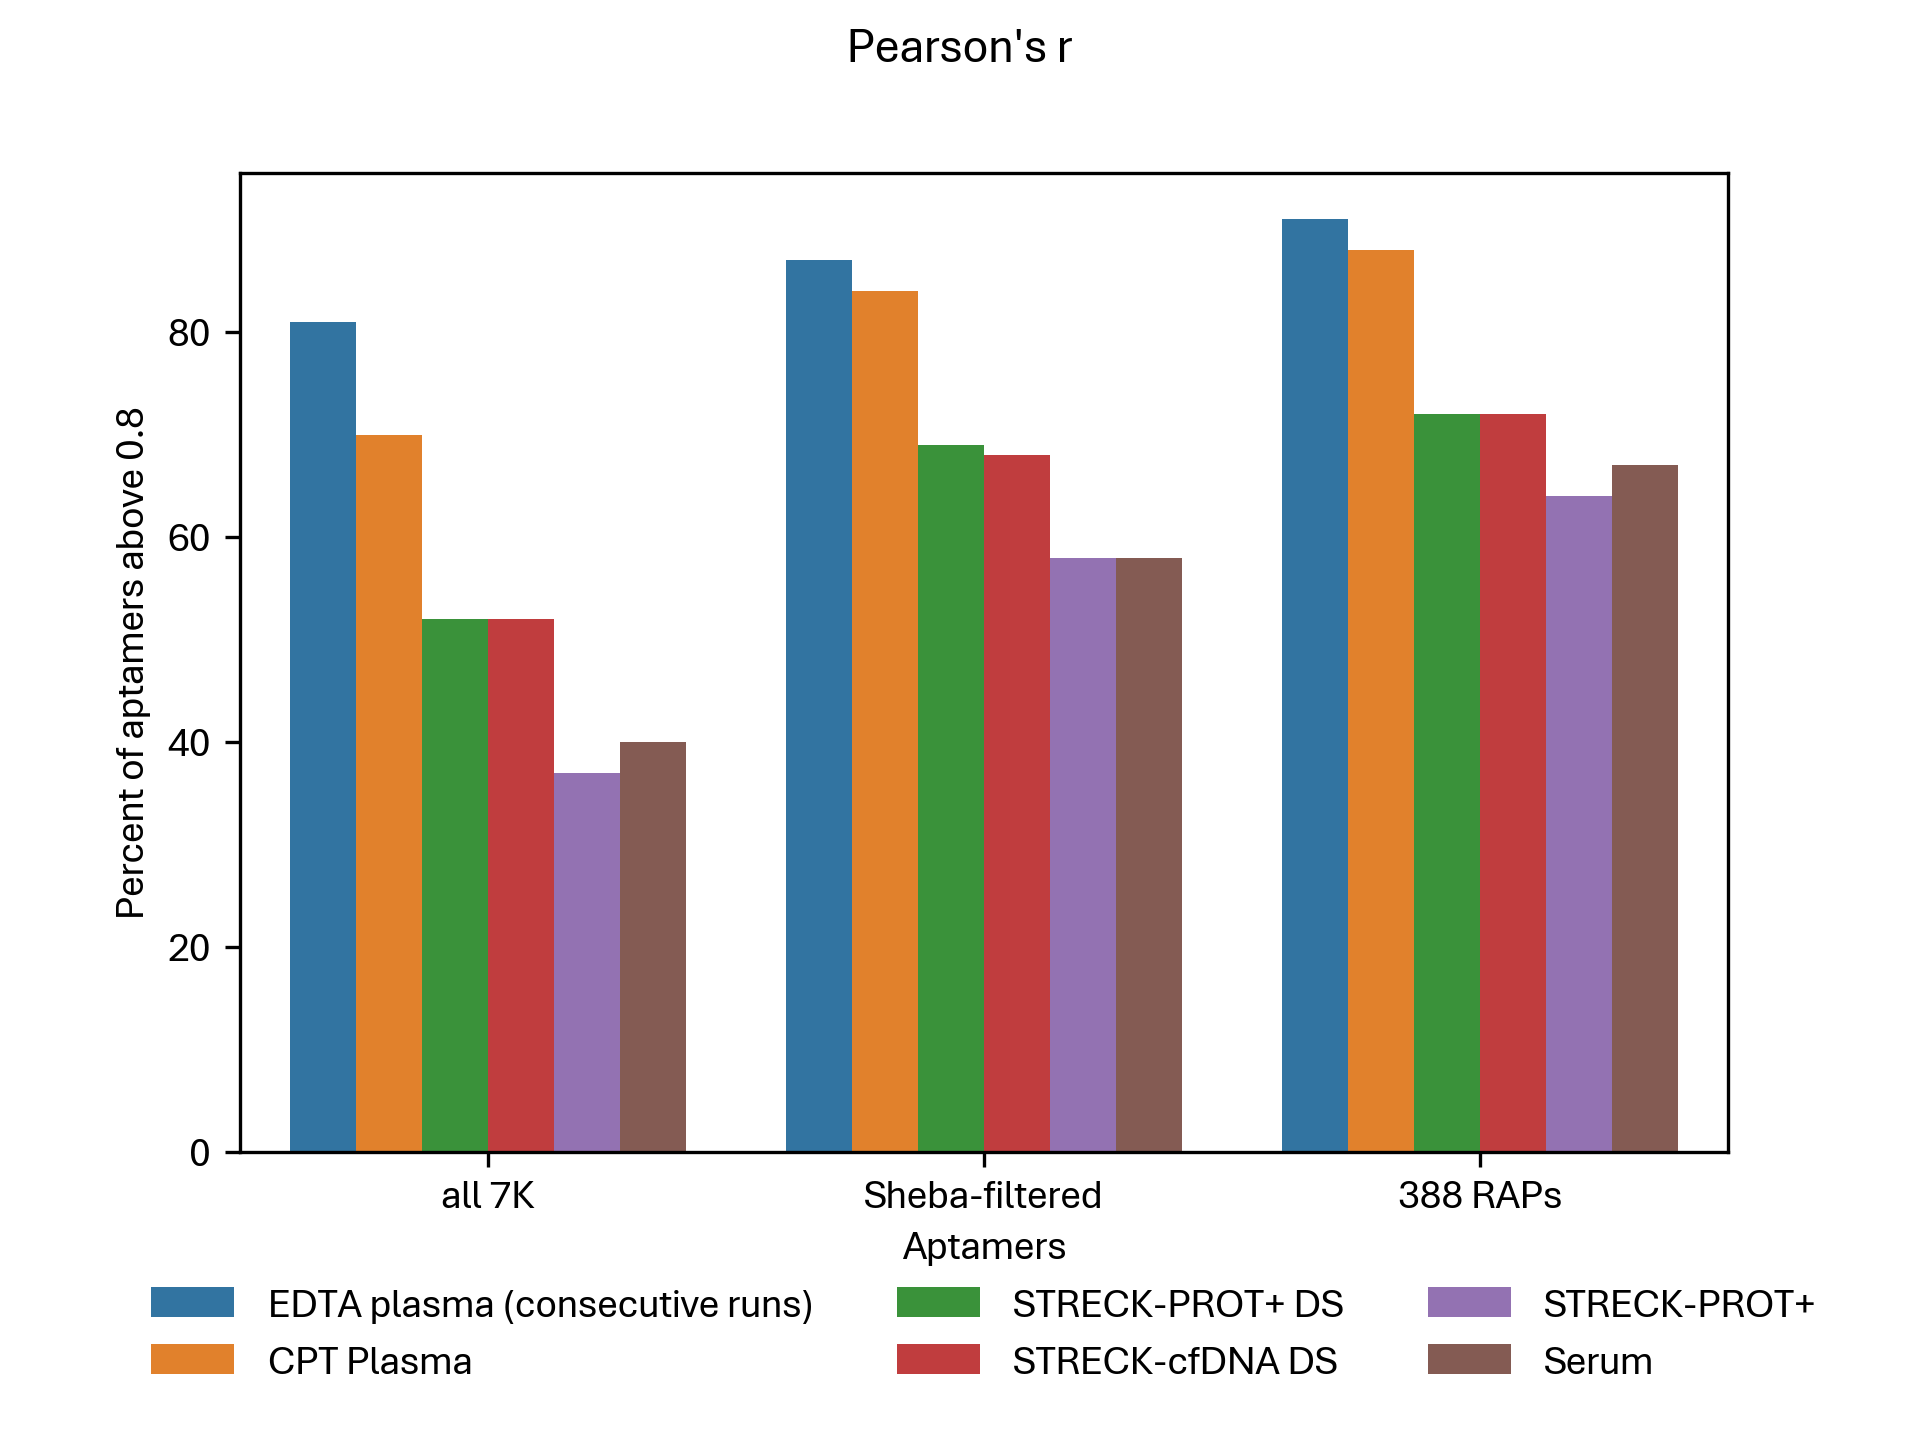 Pearson's r
Percent of aptamers above 0.8
80
60
40
20
0
all 7K
Sheba-filtered
388 RAPs
Aptamers
EDTA plasma (consecutive runs)
CPT Plasma
STRECK-PROT+ DS
STRECK-cfDNA DS
STRECK-PROT+
Serum